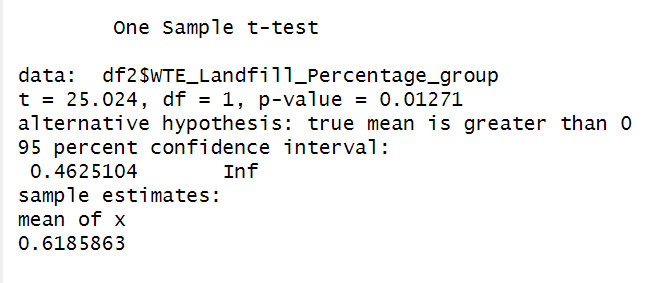 One Sample t-test
data: df2$WTE_Landfill_Percentage_group
t = 25.024, df = 1, p-value = 0.01271
alternative hypothesis: true mean is greater than 0
95 percent confidence interval:
0.4625104 Inf
sample estimates:
mean of x
0.6185863